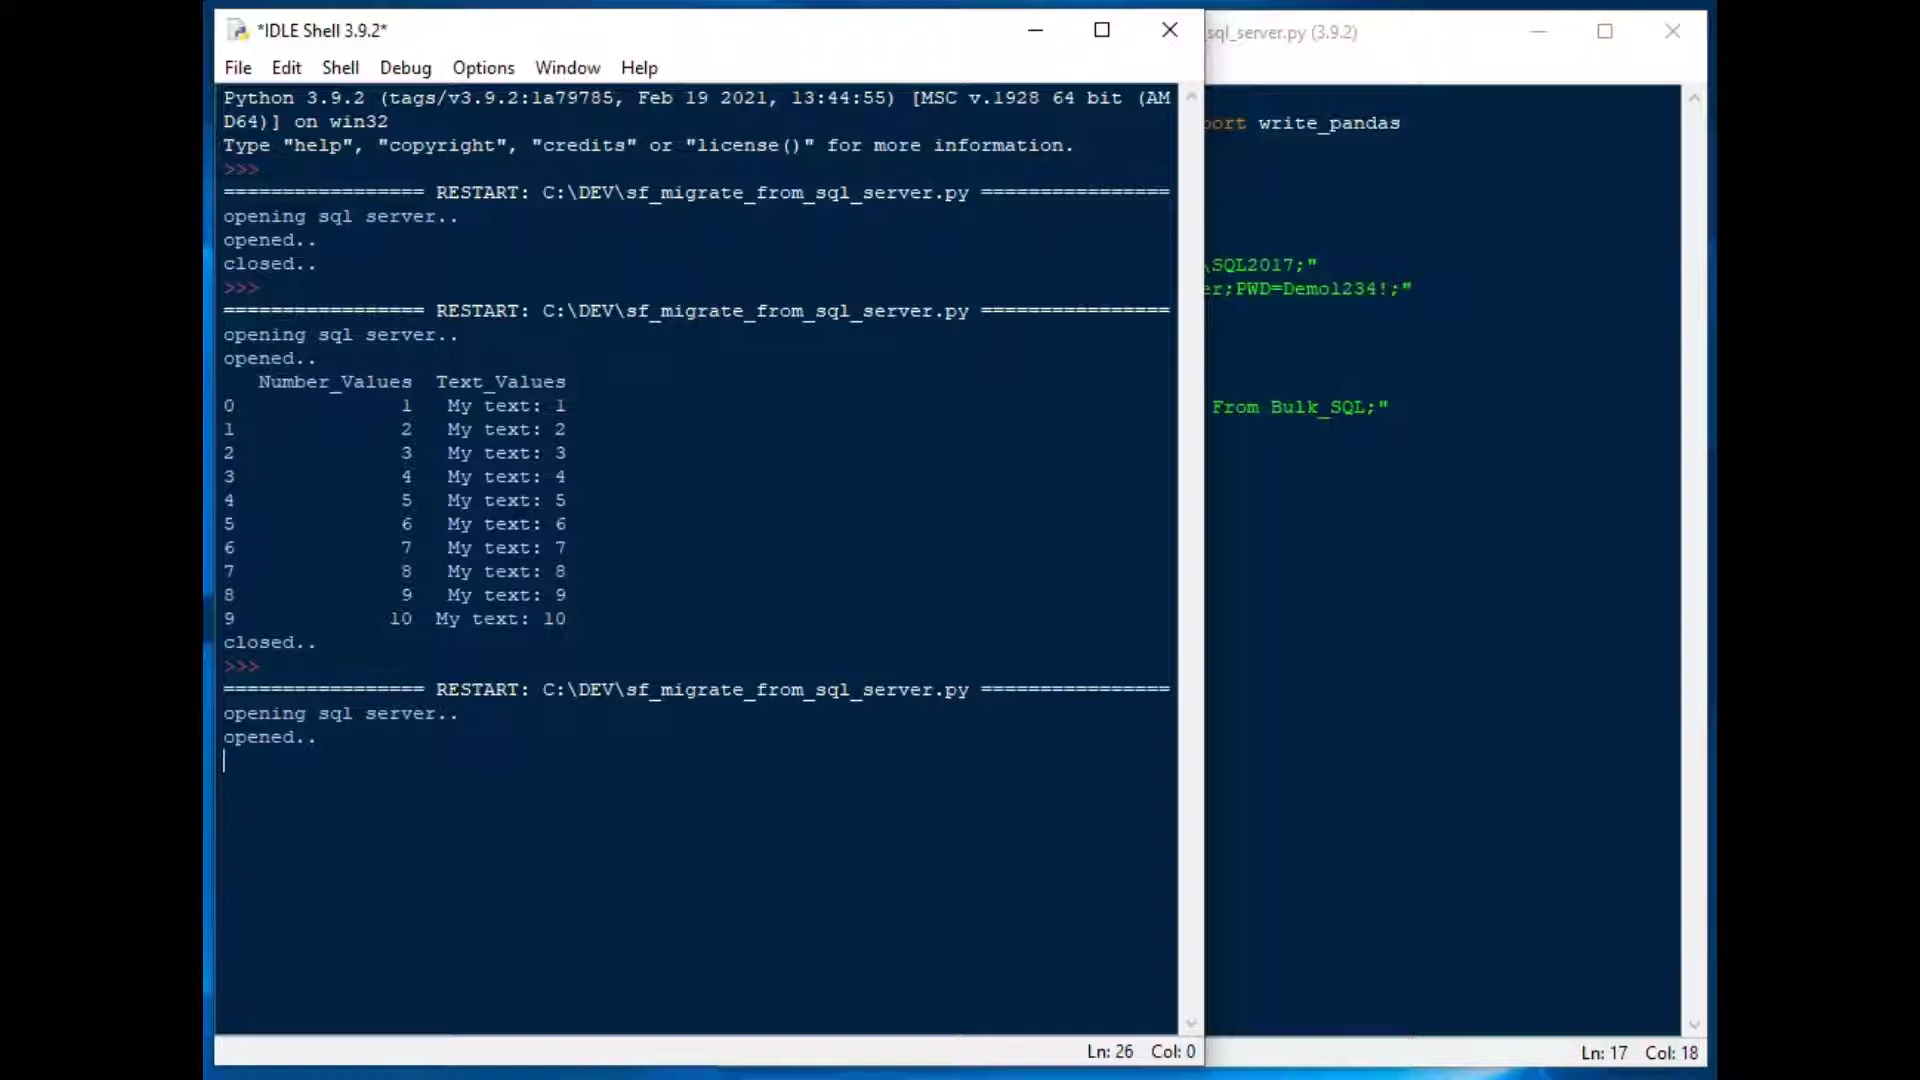 *IDLE Shell 3.9.2*
File Edit Shell Debug Options Window Help
Python 3.9.2 (tags/v3.9.2:1a79785, Feb 19 2021, 13:44:55) [MSC v.1928 64 bit (AM
D64)] on win32
Type "help", "copyright", "credits" or "license()" for more information.
>>>
================= RESTART: C:\DEV\sf_migrate_from_sql_server.py ================
opening sql server..
opened..
closed..
>>>
================= RESTART: C:\DEV\sf_migrate_from_sql_server.py ================
opening sql server..
opened..
Number_Values Text_Values
0 1 My text: 1
1 2 My text: 2
2 3 My text: 3
3 4 My text: 4
4 5 My text: 5
5 6 My text: 6
6 7 My text: 7
7 8 My text: 8
8 9 My text: 9
9 10 My text: 10
closed..
>>>
================= RESTART: C:\DEV\sf_migrate_from_sql_server.py ================
opening sql server..
opened..
Ln: 26 Col: 0
sql_server.py (3.9.2)
port write_pandas
\SQL2017;"
er;PWD=Demo1234!;"
From Bulk_SQL;"
Ln: 17 Col: 18